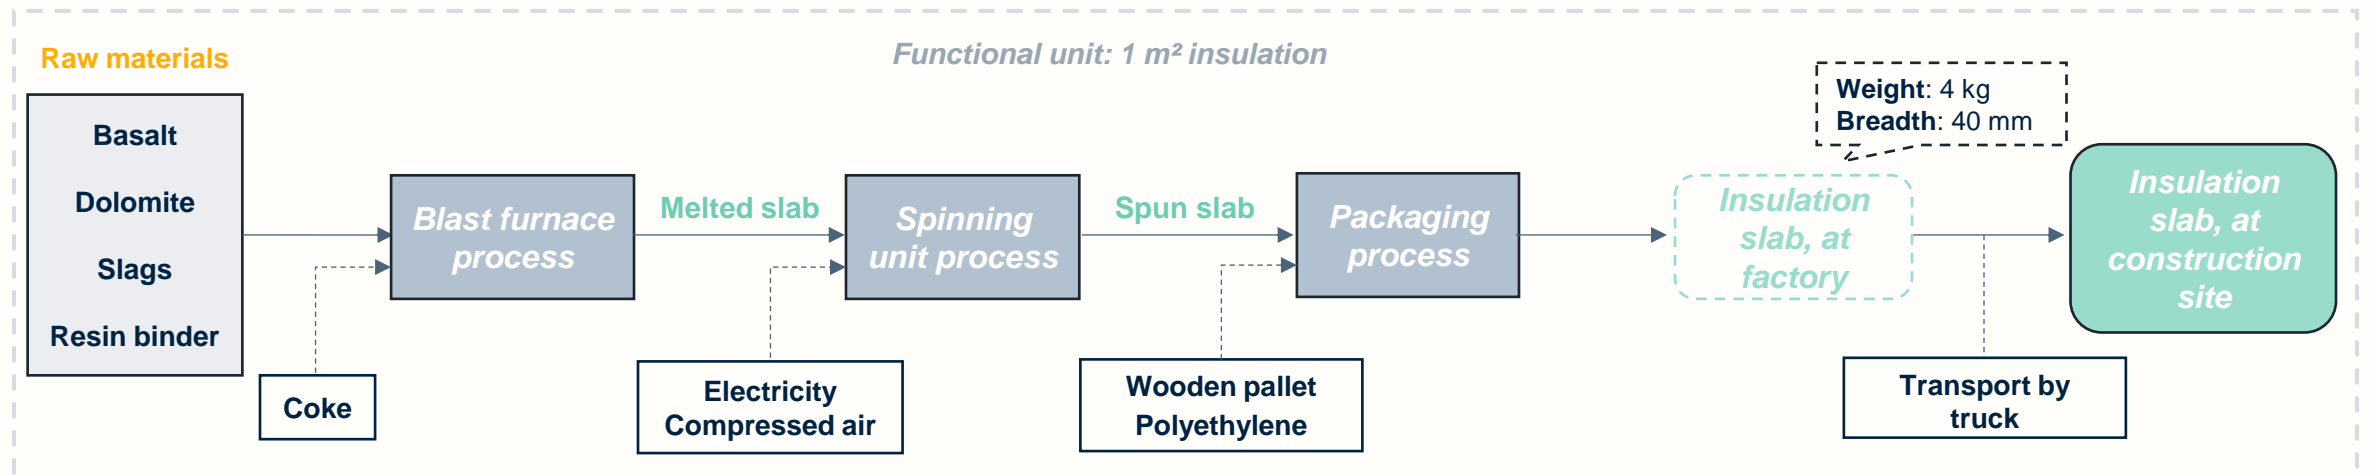 Raw materials
Functional unit: 1 m² insulation
Basalt
Dolomite
Slags
Resin binder
Coke
Blast furnace
process
Melted slab
Electricity
Compressed air
Spinning
unit process
Spun slab
Wooden pallet
Polyethylene
Packaging
process
Weight: 4 kg
Breadth: 40 mm
Insulation
slab, at
factory
Transport by
truck
Insulation
slab, at
construction
site